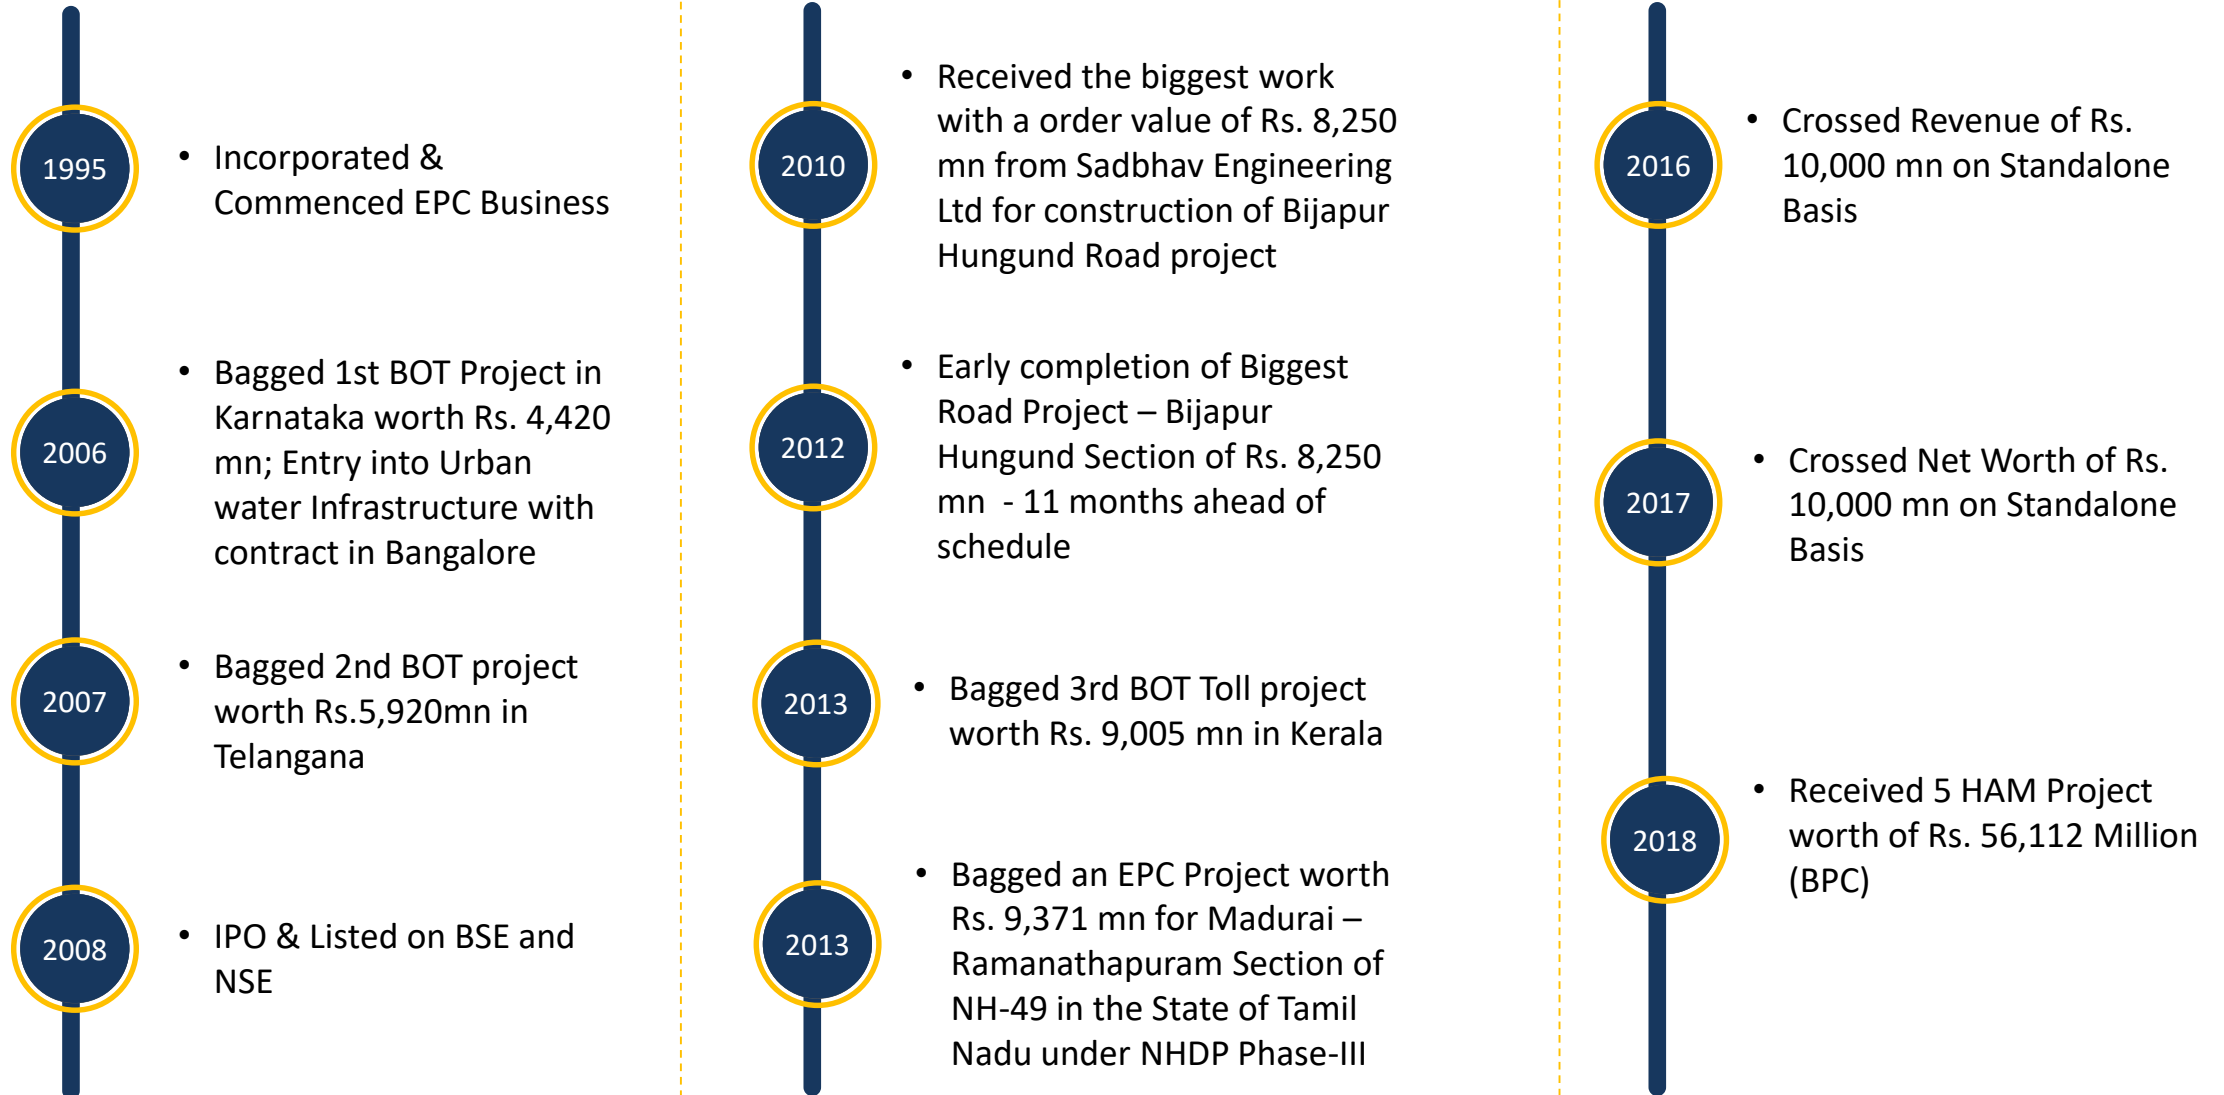 1995
• Incorporated &
Commenced EPC Business
2006
• Bagged 1st BOT Project in
Karnataka worth Rs. 4,420
mn; Entry into Urban
water Infrastructure with
contract in Bangalore
2007
• Bagged 2nd BOT project
worth Rs.5,920mn in
Telangana
2008
• IPO & Listed on BSE and
NSE
2010
• Received the biggest work
with a order value of Rs. 8,250
mn from Sadbhav Engineering
Ltd for construction of Bijapur
Hungund Road project
2012
• Early completion of Biggest
Road Project – Bijapur
Hungund Section of Rs. 8,250
mn - 11 months ahead of
schedule
2013
• Bagged 3rd BOT Toll project
worth Rs. 9,005 mn in Kerala
2013
• Bagged an EPC Project worth
Rs. 9,371 mn for Madurai –
Ramanathapuram Section of
NH-49 in the State of Tamil
Nadu under NHDP Phase-III
2016
• Crossed Revenue of Rs.
10,000 mn on Standalone
Basis
2017
• Crossed Net Worth of Rs.
10,000 mn on Standalone
Basis
2018
• Received 5 HAM Project
worth of Rs. 56,112 Million
(BPC)